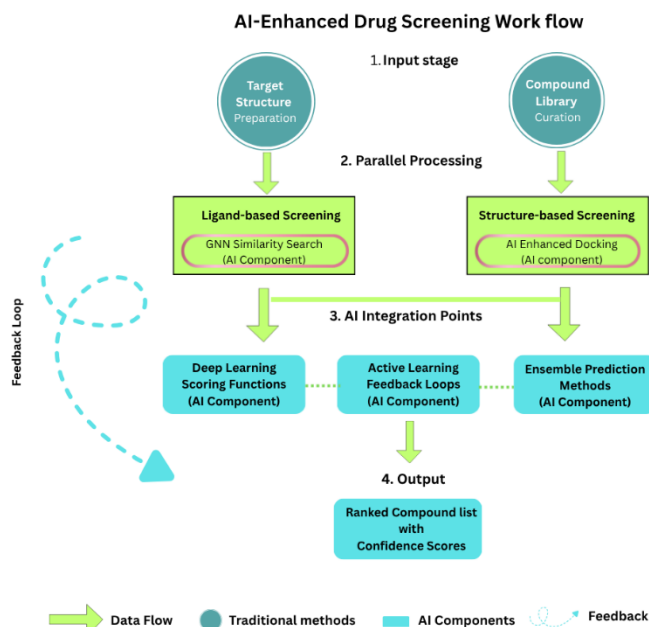 AI-Enhanced Drug Screening Work flow
1. Input stage
Target
Structure
Preparation
Compound
Library
Curation
2. Parallel Processing
Ligand-based Screening
GNN Similarity Search
(AI Component)
Structure-based Screening
AI Enhanced Docking
(AI component)
Feedback Loop
3. AI Integration Points
Deep Learning
Scoring Functions
(AI Component)
Active Learning
Feedback Loops
(AI Component)
Ensemble Prediction
Methods
(AI Component)
4. Output
Ranked Compound list
with
Confidence Scores
Data Flow
Traditional methods
AI Components
Feedback